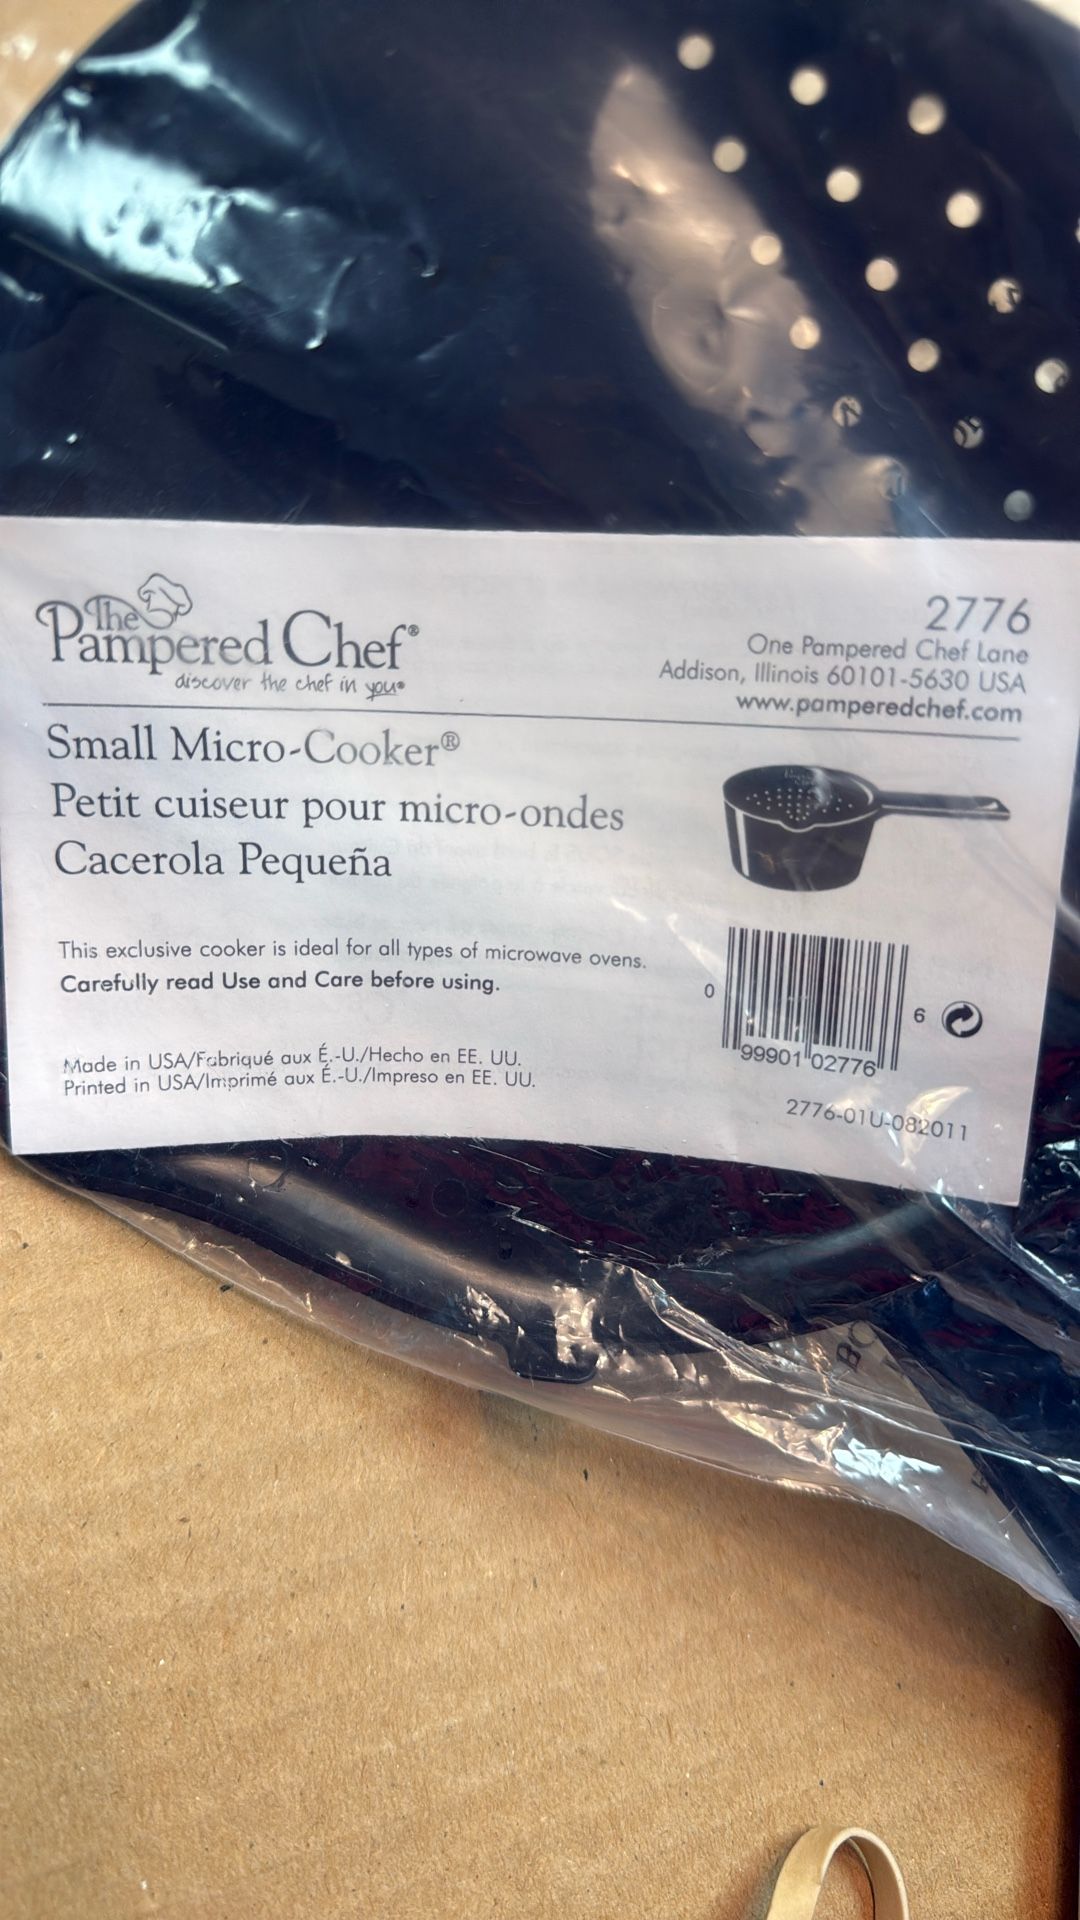 The
Pampered Chef®
discover the chef in you®
2776
One Pampered Chef Lane
Addison, Illinois 60101-5630 USA
www.pamperedchef.com
Small Micro-Cooker®
Petit cuiseur pour micro-ondes
Cacerola Pequeña
This exclusive cooker is ideal for all types of microwave ovens.
Carefully read Use and Care before using.
Made in USA/Fabriqué aux É.-U./Hecho en EE. UU.
Printed in USA/Imprimé aux É.-U./Impreso en EE. UU.
0 99901 02776 6
2776-01U-082011